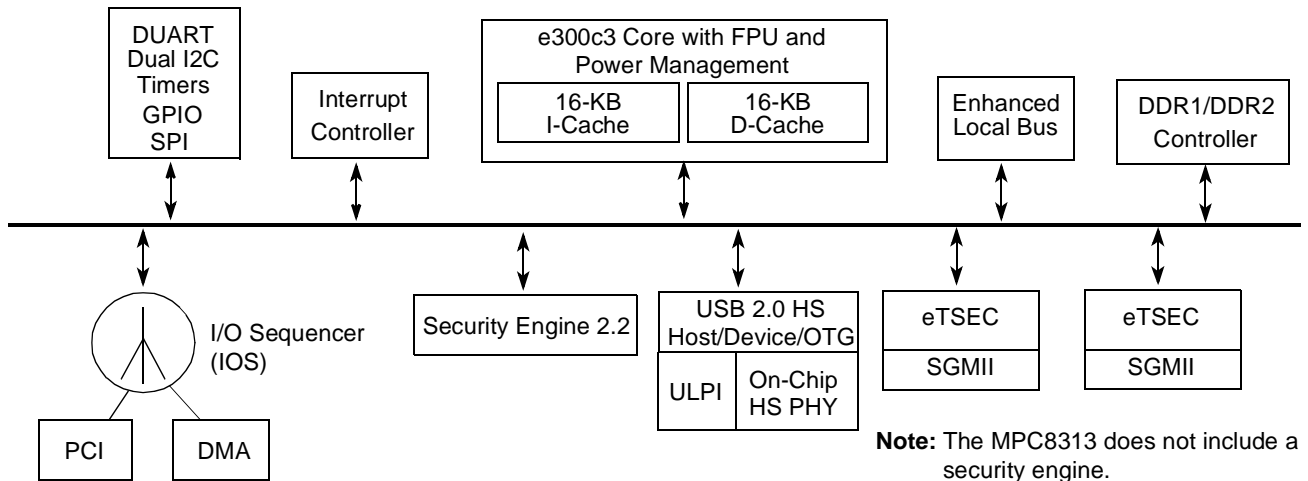 DUART
Dual I2C
Timers
GPIO
SPI
Interrupt
Controller
e300c3 Core with FPU and
Power Management
16-KB
I-Cache
16-KB
D-Cache
Enhanced
Local Bus
DDR1/DDR2
Controller
I/O Sequencer
(IOS)
PCI
DMA
Security Engine 2.2
USB 2.0 HS
Host/Device/OTG
ULPI
On-Chip
HS PHY
eTSEC
SGMII
eTSEC
SGMII
Note: The MPC8313 does not include a
security engine.